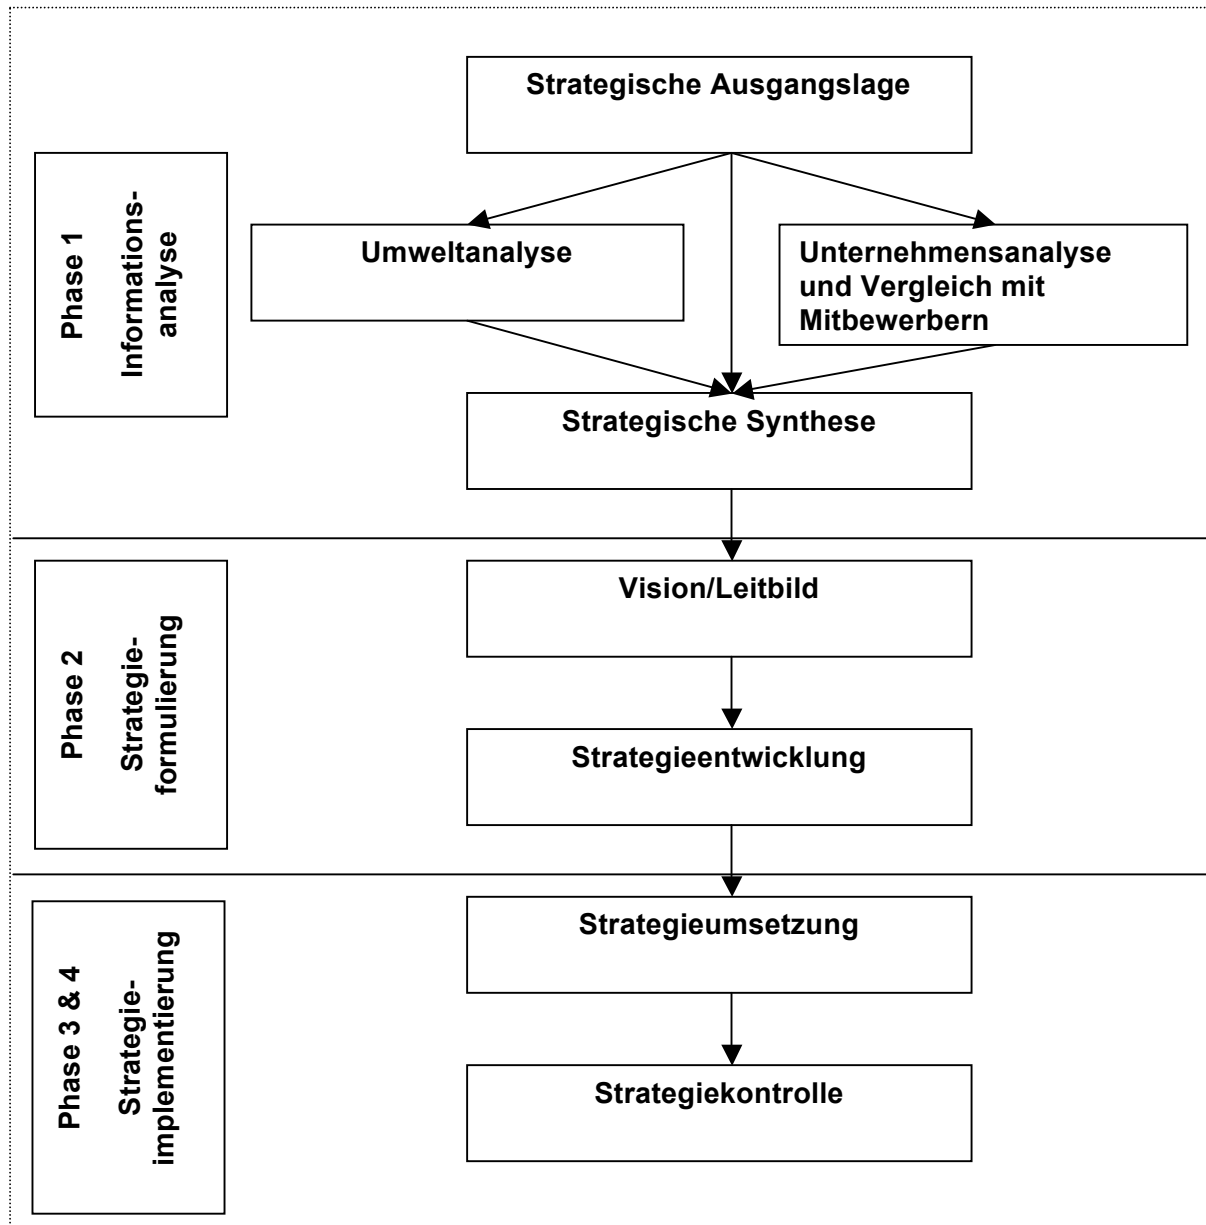 Strategische Ausgangslage
Phase 1
Informations-
analyse
Umweltanalyse
Unternehmensanalyse
und Vergleich mit
Mitbewerbern
Strategische Synthese
Phase 2
Strategie-
formulierung
Vision/Leitbild
Strategieentwicklung
Phase 3 & 4
Strategie-
implementierung
Strategieumsetzung
Strategiekontrolle